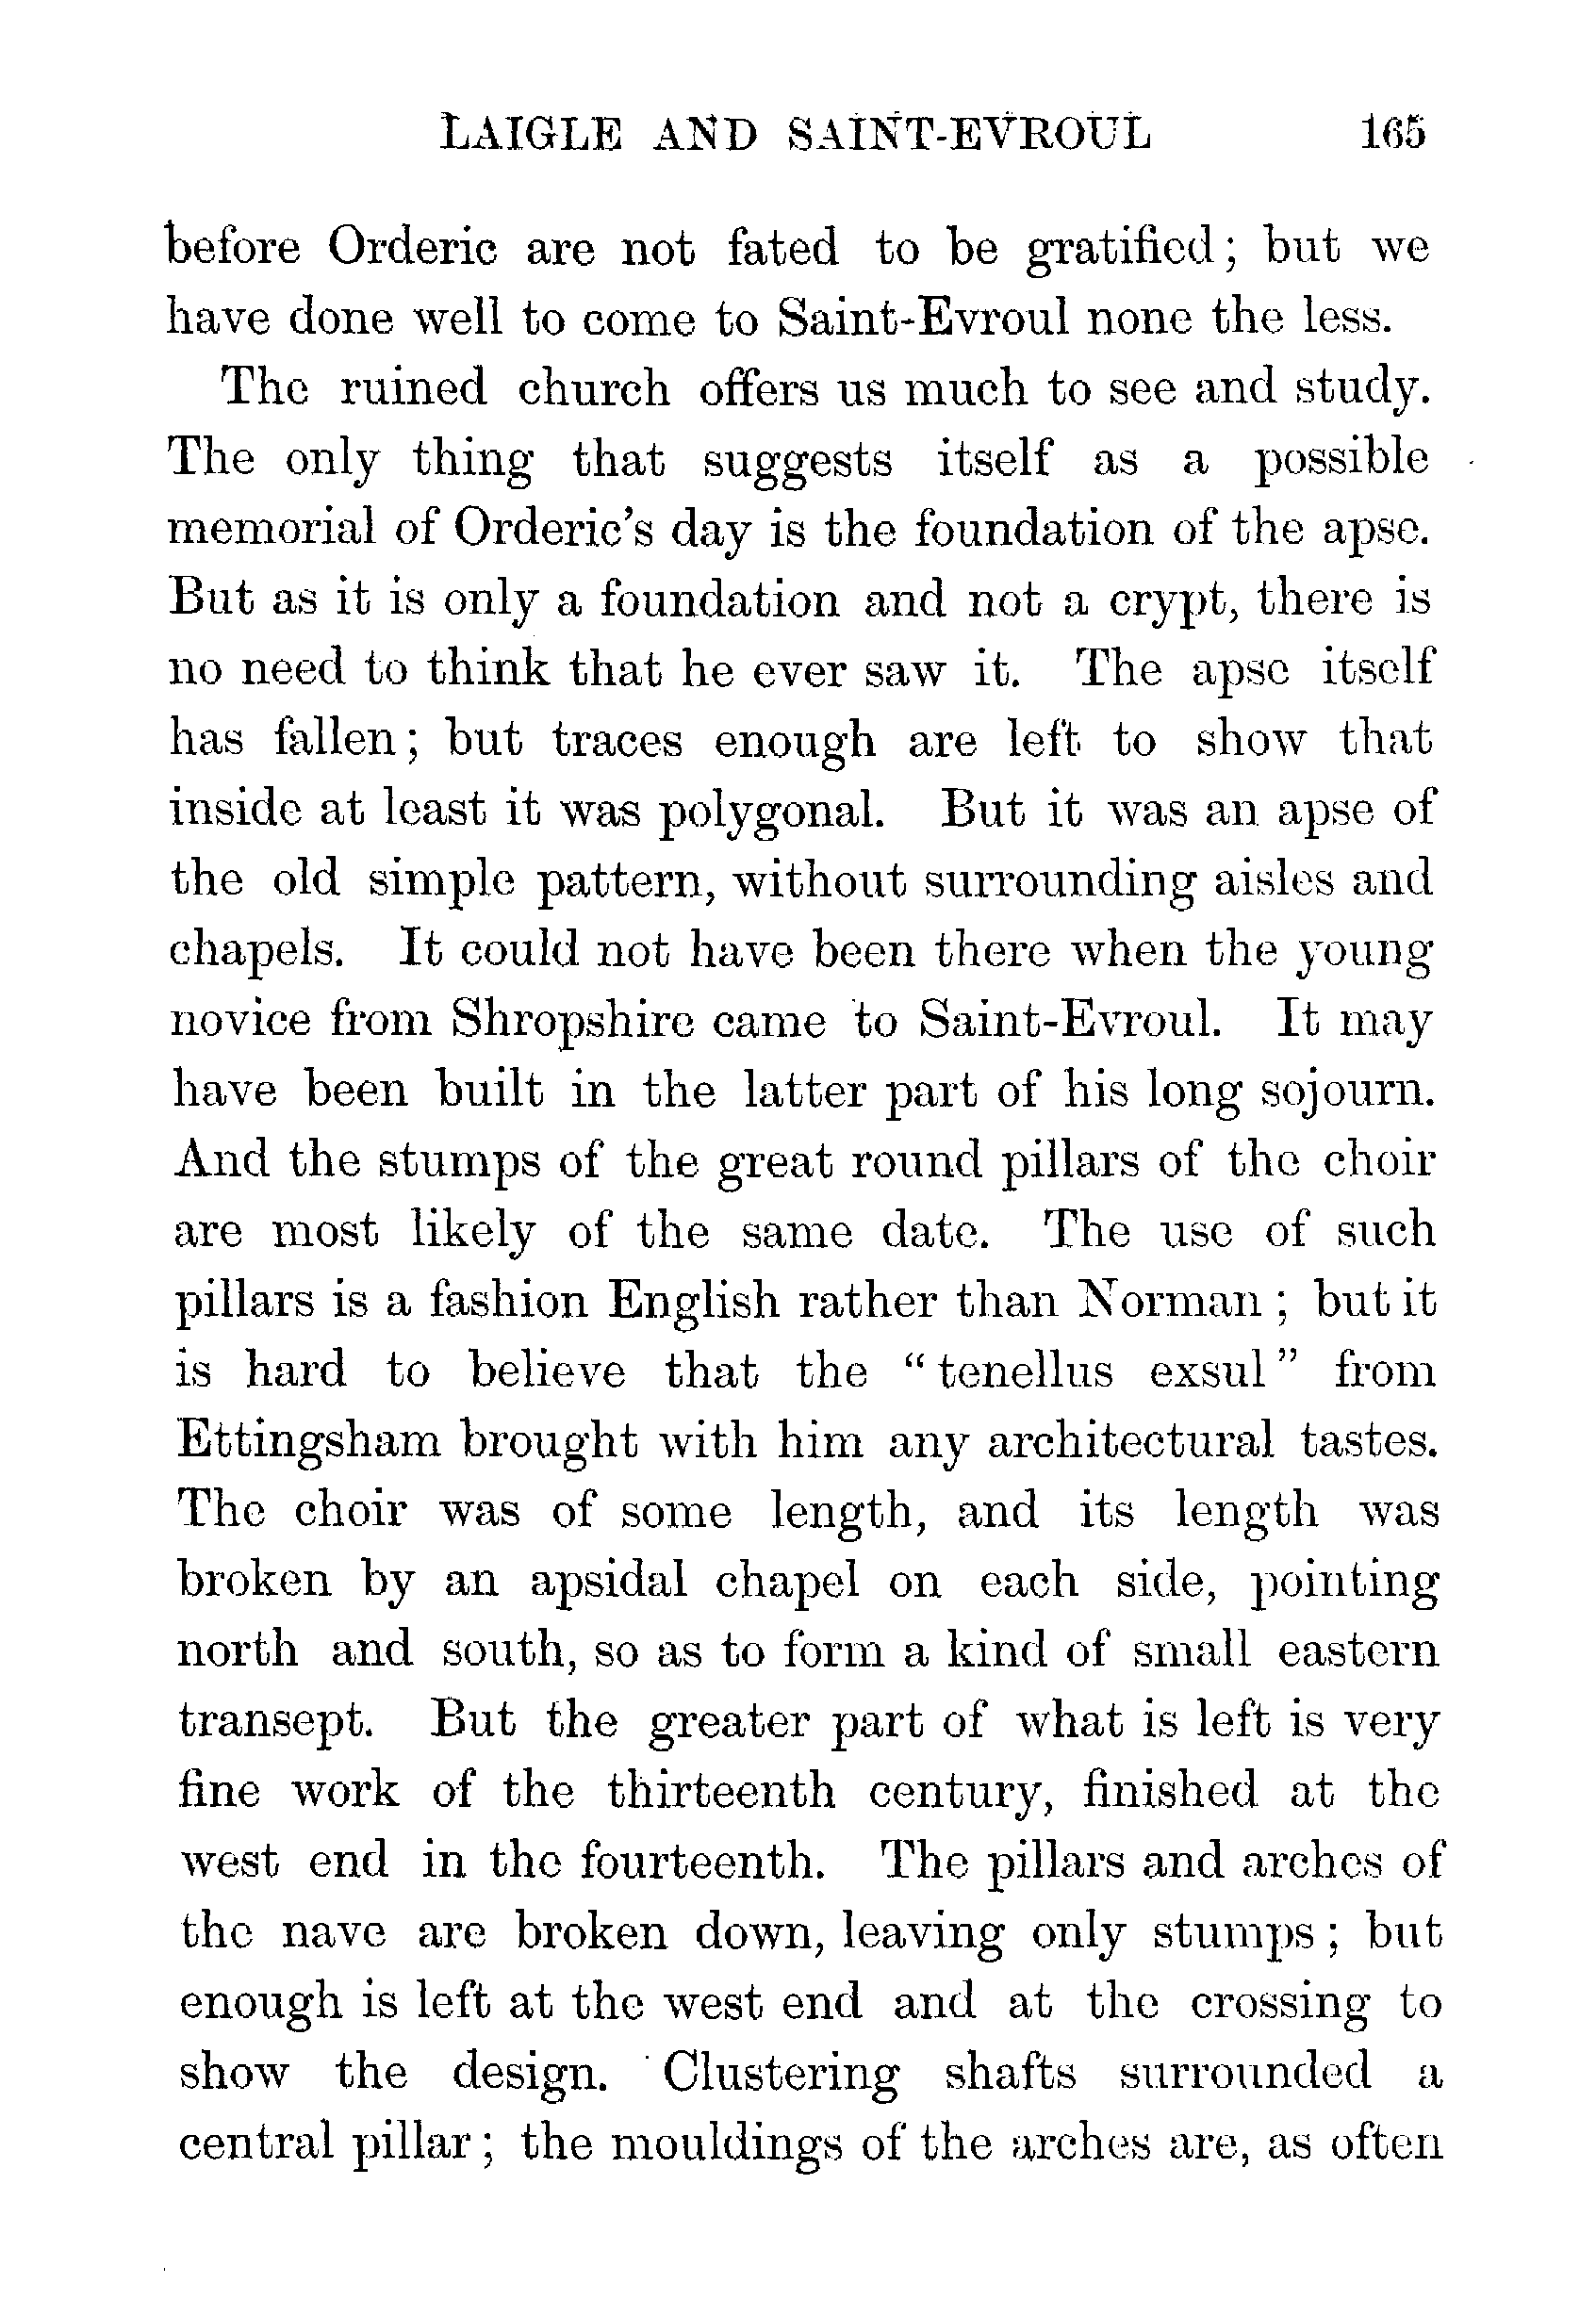 LAIGLE AND SAINT-EVROUL 165
before Orderic are not fated to be gratified; but we
have done well to come to Saint-Evroul none the less.
The ruined church offers us much to see and study.
The only thing that suggests itself as a possible
memorial of Orderic's day is the foundation of the apse.
But as it is only a foundation and not a crypt, there is
no need to think that he ever saw it. The apse itself
has fallen; but traces enough are left to show that
inside at least it was polygonal. But it was an apse of
the old simple pattern, without surrounding aisles and
chapels. It could not have been there when the young
novice from Shropshire came to Saint-Evroul. It may
have been built in the latter part of his long sojourn.
And the stumps of the great round pillars of the choir
are most likely of the same date. The use of such
pillars is a fashion English rather than Norman; but it
is hard to believe that the "tenellus exsul" from
Ettingsham brought with him any architectural tastes.
The choir was of some length, and its length was
broken by an apsidal chapel on each side, pointing
north and south, so as to form a kind of small eastern
transept. But the greater part of what is left is very
fine work of the thirteenth century, finished at the
west end in the fourteenth. The pillars and arches of
the nave are broken down, leaving only stumps; but
enough is left at the west end and at the crossing to
show the design. Clustering shafts surrounded a
central pillar; the mouldings of the arches are, as often